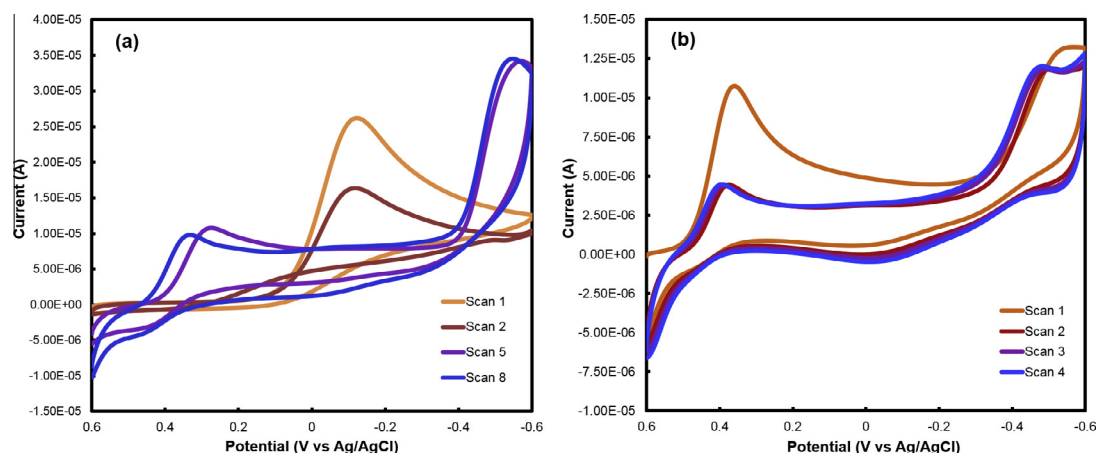 (a)
4.00E-05
3.50E-05
3.00E-05
2.50E-05
2.00E-05
1.50E-05
1.00E-05
5.00E-06
0.00E+00
-5.00E-06
-1.00E-05
-1.50E-05
Current (A)
Scan 1
Scan 2
Scan 5
Scan 8
0.6 0.4 0.2 0 -0.2 -0.4 -0.6
Potential (V vs Ag/AgCl)
(b)
1.50E-05
1.25E-05
1.00E-05
7.50E-06
5.00E-06
2.50E-06
0.00E+00
-2.50E-06
-5.00E-06
-7.50E-06
-1.00E-05
Current (A)
Scan 1
Scan 2
Scan 3
Scan 4
0.6 0.4 0.2 0 -0.2 -0.4 -0.6
Potential (V vs Ag/AgCl)